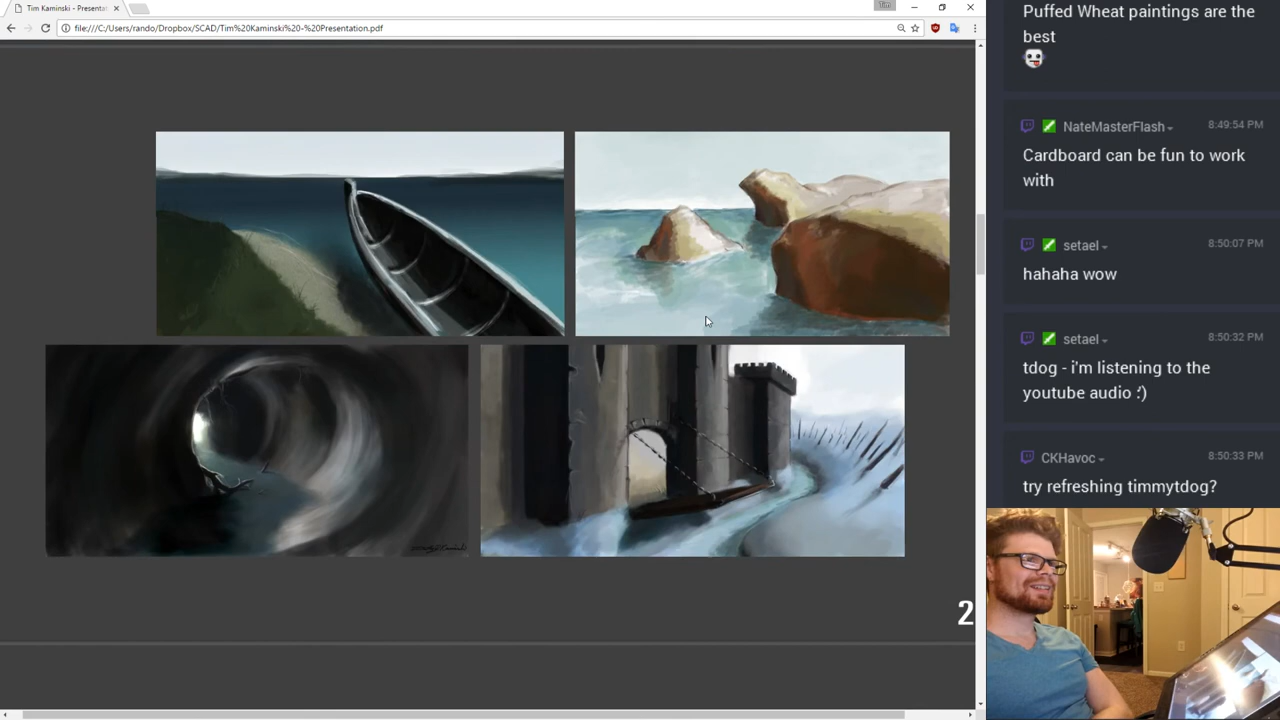 Tim Kaminski - Presentat
Tim
file:///C:/Users/rando/Dropbox/SCAD/Tim%20Kaminski%20-%20Presentation.pdf
2
Puffed Wheat paintings are the
best
NateMasterFlash 8:49:54 PM
Cardboard can be fun to work
with
setael 8:50:07 PM
hahaha wow
setael 8:50:32 PM
tdog - i'm listening to the
youtube audio :')
CKHavoc 8:50:33 PM
try refreshing timmytdog?